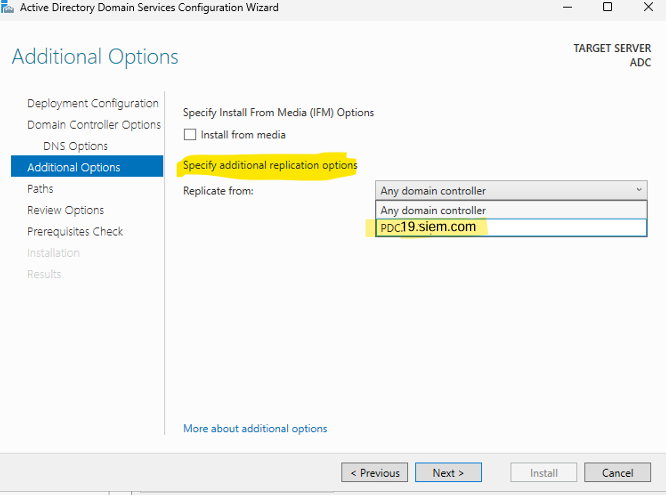 Active Directory Domain Services Configuration Wizard
Additional Options
TARGET SERVER
ADC
Deployment Configuration
Domain Controller Options
DNS Options
Additional Options
Paths
Review Options
Prerequisites Check
Installation
Results
Specify Install From Media (IFM) Options
Install from media
Specify additional replication options
Replicate from:
Any domain controller
Any domain controller
PDC.19.siem.com
More about additional options
< Previous
Next >
Install
Cancel